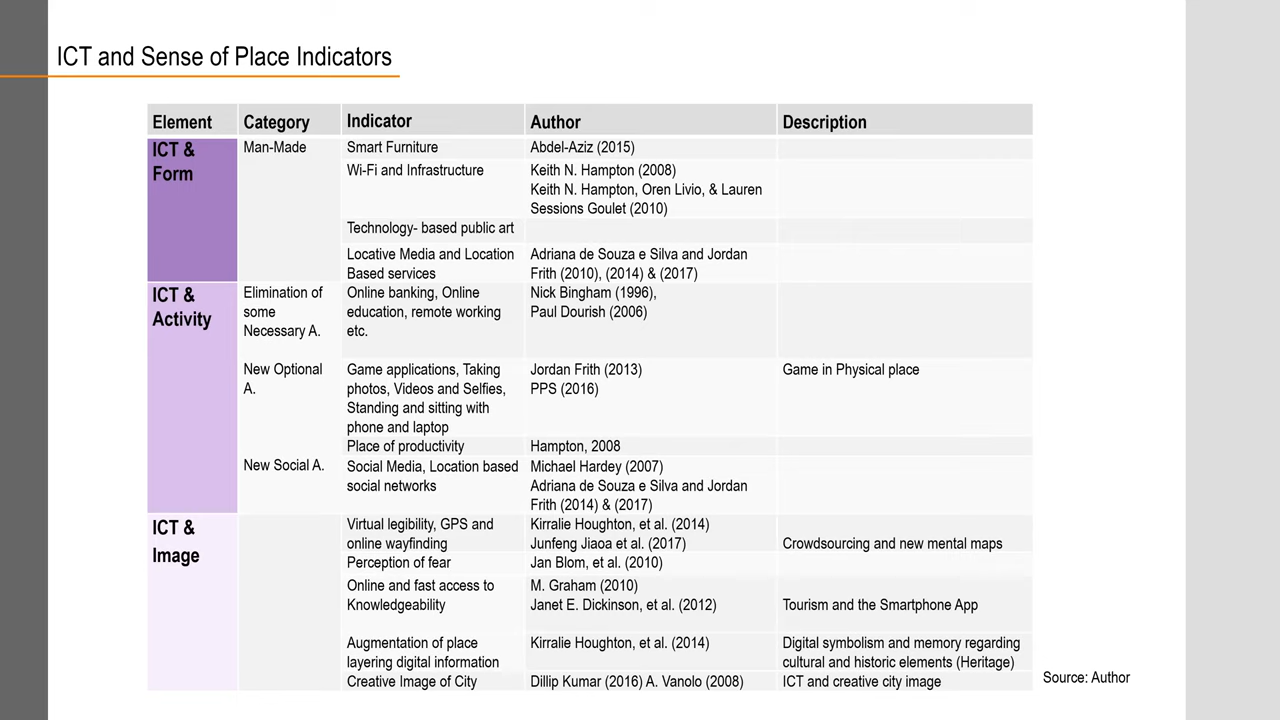 ICT and Sense of Place Indicators
Element Category Indicator Author Description
ICT & Form Man-Made Smart Furniture Abdel-Aziz (2015)
Wi-Fi and Infrastructure Keith N. Hampton (2008)
Keith N. Hampton, Oren Livio, & Lauren
Sessions Goulet (2010)
Technology- based public art
Locative Media and Location Adriana de Souza e Silva and Jordan
Based services Frith (2010), (2014) & (2017)
ICT & Activity Elimination of Online banking, Online Nick Bingham (1996),
some education, remote working Paul Dourish (2006)
Necessary A. etc.
New Optional Game applications, Taking Jordan Frith (2013) Game in Physical place
A. photos, Videos and Selfies, PPS (2016)
Standing and sitting with
phone and laptop
Place of productivity Hampton, 2008
New Social A. Social Media, Location based Michael Hardey (2007)
social networks Adriana de Souza e Silva and Jordan
Frith (2014) & (2017)
ICT & Virtual legibility, GPS and Kirralie Houghton, et al. (2014)
Image online wayfinding Junfeng Jiaoa et al. (2017) Crowdsourcing and new mental maps
Perception of fear Jan Blom, et al. (2010)
Online and fast access to M. Graham (2010)
Knowledgeability Janet E. Dickinson, et al. (2012) Tourism and the Smartphone App
Augmentation of place Kirralie Houghton, et al. (2014) Digital symbolism and memory regarding
layering digital information cultural and historic elements (Heritage)
Creative Image of City Dillip Kumar (2016) A. Vanolo (2008) ICT and creative city image
Source: Author